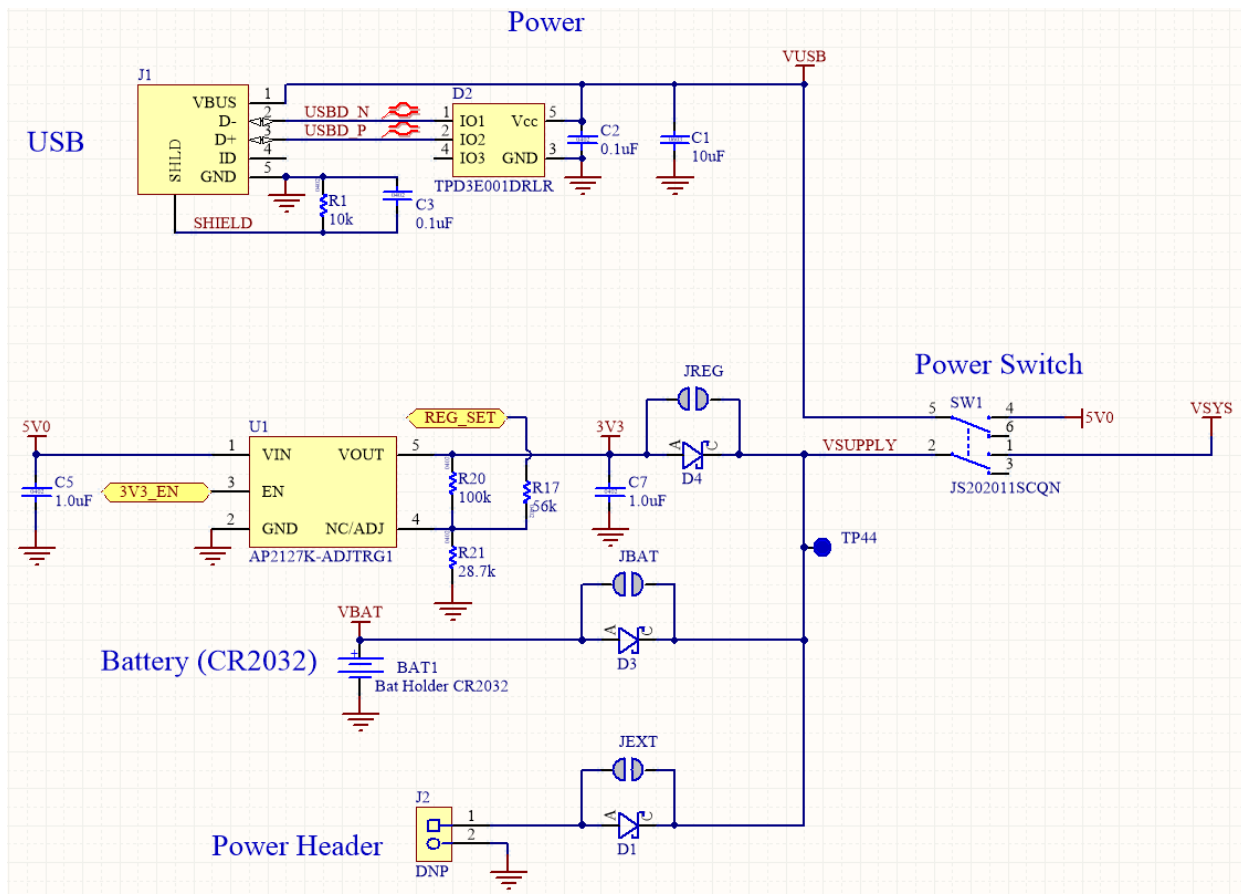 Power
VUSB
J1
VBUS 1
D- 2
D+ 3
ID 4
GND 5
SHLD
USB
USBD_N
USBD_P
D2
1 IO1 Vcc 5
2 IO2
4 IO3 GND 3
TPD3E001DRLR
C2
0.1uF
C1
10uF
R1
10k
C3
0.1uF
SHIELD
Power Switch
JREG
REG_SET
5V0
U1
1 VIN VOUT 5
3 EN
2 GND NC/ADJ 4
AP2127K-ADJTRG1
C5
1.0uF
3V3_EN
R20
100k
R17
56k
R21
28.7k
3V3
C7
1.0uF
A C
D4
VSUPPLY
SW1
5 4
6
2 1
3
JS202011SCQN
5V0
VSYS
TP44
JBAT
VBAT
A C
D3
Battery (CR2032)
+
BAT1
Bat Holder CR2032
JEXT
J2
1
2
A C
D1
Power Header
DNP